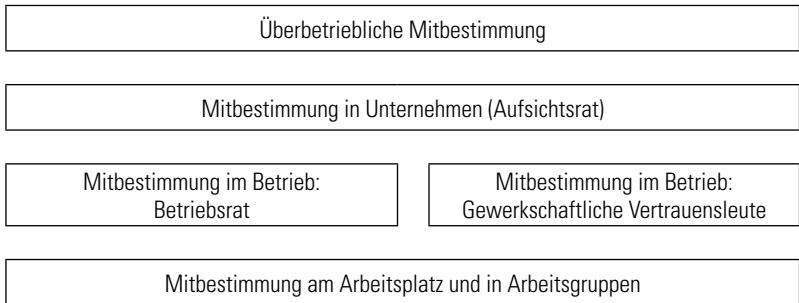 Überbetriebliche Mitbestimmung
Mitbestimmung in Unternehmen (Aufsichtsrat)
Mitbestimmung im Betrieb:
Betriebsrat
Mitbestimmung im Betrieb:
Gewerkschaftliche Vertrauensleute
Mitbestimmung am Arbeitsplatz und in Arbeitsgruppen